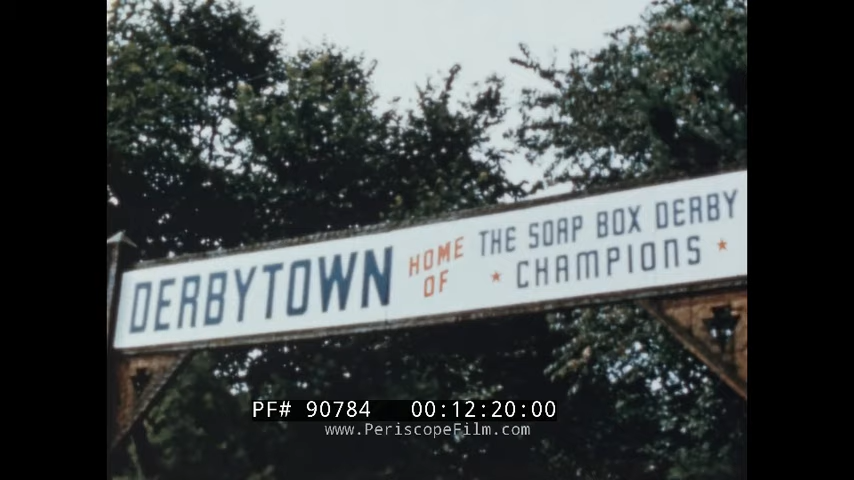 DERBYTOWN HOME OF THE SOAP BOX DERBY
★ CHAMPIONS ★
PF# 90784 00:12:20:00
www.PeriscopeFilm.com